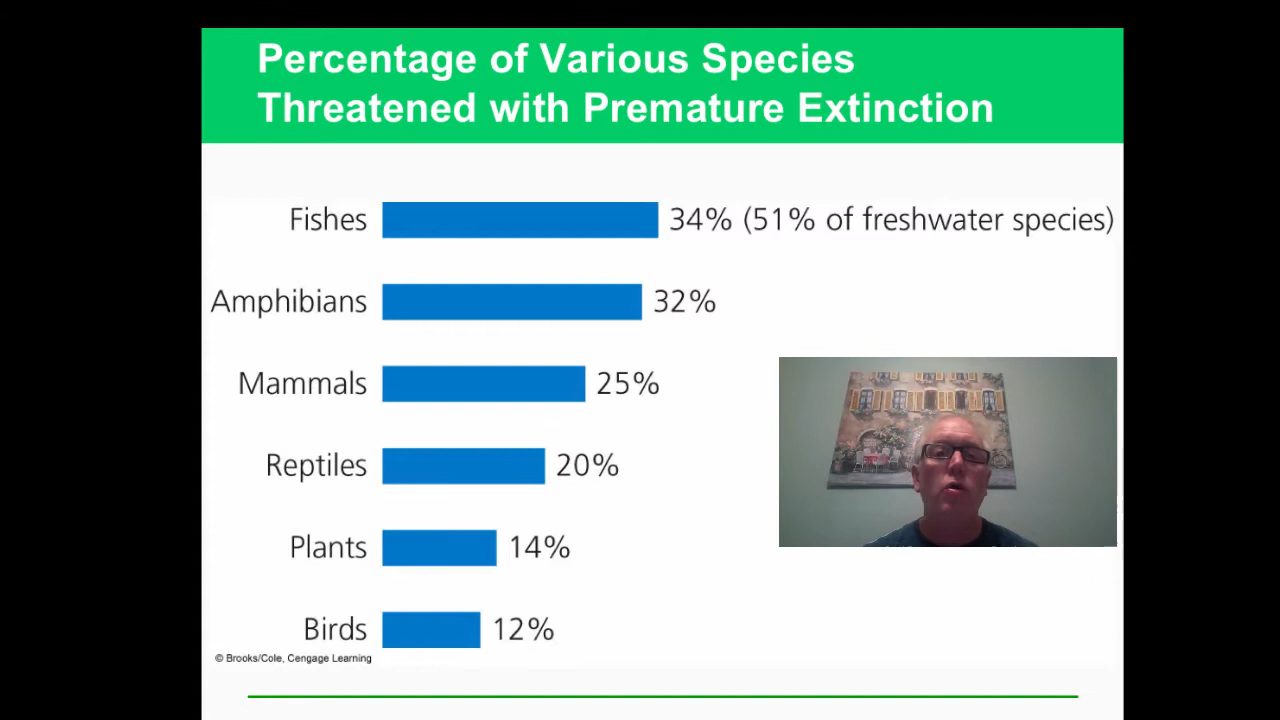 Percentage of Various Species
Threatened with Premature Extinction
Fishes 34% (51% of freshwater species)
Amphibians 32%
Mammals 25%
Reptiles 20%
Plants 14%
Birds 12%
© Brooks/Cole, Cengage Learning